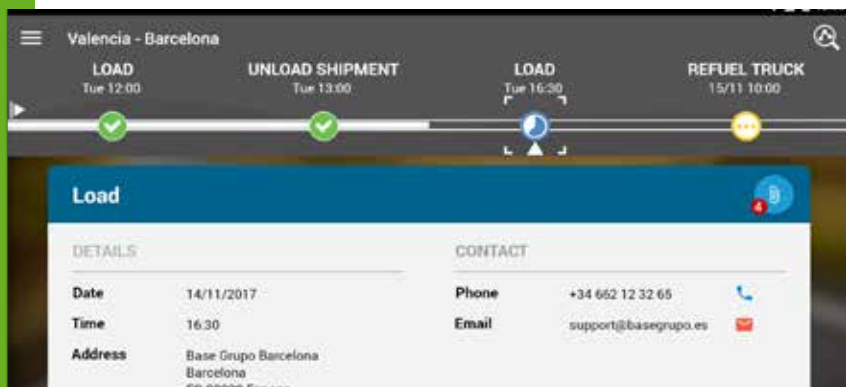 Valencia - Barcelona
LOAD
Tue 12:00
UNLOAD SHIPMENT
Tue 13:00
LOAD
Tue 16:30
REFUEL TRUCK
15/11 10:00
Load
4
DETAILS
Date 14/11/2017
Time 16:30
Address Base Grupo Barcelona
Barcelona
CONTACT
Phone +34 662 12 32 65
Email support@basegrupo.es